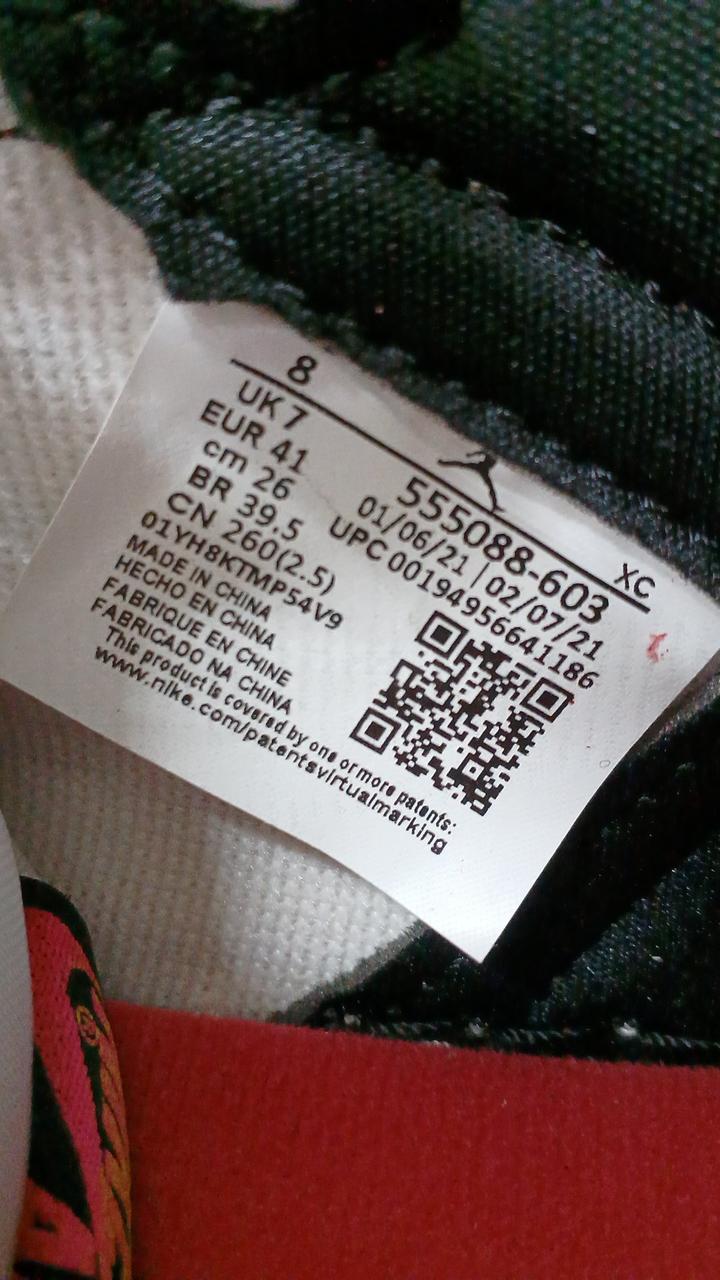 8
UK 7
EUR 41
cm 26
BR 39.5
CN 260(2.5)
01YH8KTMP54V9
MADE IN CHINA
HECHO EN CHINA
FABRIQUE EN CHINE
FABRICADO NA CHINA
This product is covered by one or more patents:
www.nike.com/patentsvirtualmarking
XC
555088-603
01/06/21 | 02/07/21
UPC 00194956641186